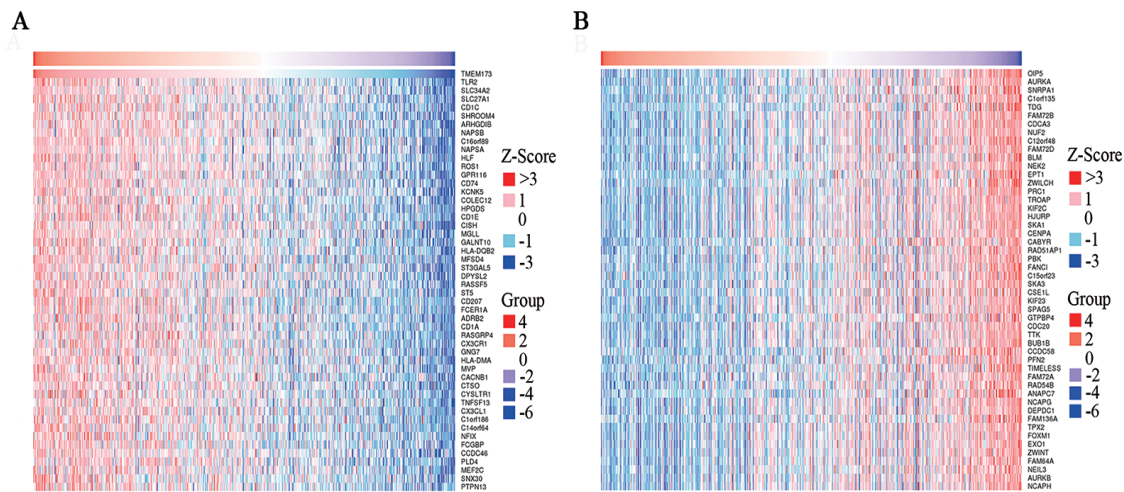 A
B
A
B
TMEM173
TLR2
SLC34A2
SLC27A1
CD1C
SHROOM4
ARHGDIB
NAPSB
C16orf89
NAPSA
HLF
ROS1
GPR116
CD74
KCNK5
COLEC12
HPGDS
CD1E
CISH
MGLL
GALNT10
HLA-DQB2
MFSD4
ST3GAL5
DPYSL2
RASSF5
ST5
CD207
FCER1A
ADRB2
CD1A
RASGRP4
CX3CR1
GNG7
HLA-DMA
MVP
CACNB1
CTSO
CYSLTR1
TNFSF13
CX3CL1
C1orf186
C14orf64
NFIX
FCGBP
CCDC46
PLD4
MEF2C
SNX30
PTPN13
Z-Score
>3
1
0
-1
-3
Group
4
2
0
-2
-4
-6
OIP5
AURKA
SNRPA1
C1orf135
TDG
FAM72B
CDCA3
NUF2
C12orf48
FAM72D
BLM
NEK2
EPT1
ZWILCH
PRC1
TROAP
KIF2C
HJURP
SKA1
CENPA
CABYR
RAD51AP1
PBK
FANCI
C15orf23
SKA3
CSE1L
KIF23
SPAG5
GTPBP4
CDC20
TTK
BUB1B
CCDC58
PFN2
TIMELESS
FAM72A
RAD54B
ANAPC7
NCAPG
DEPDC1
FAM136A
TPX2
FOXM1
EXO1
ZWINT
FAM64A
NEIL3
AURKB
NCAPH
Z-Score
>3
1
0
-1
-3
Group
4
2
0
-2
-4
-6